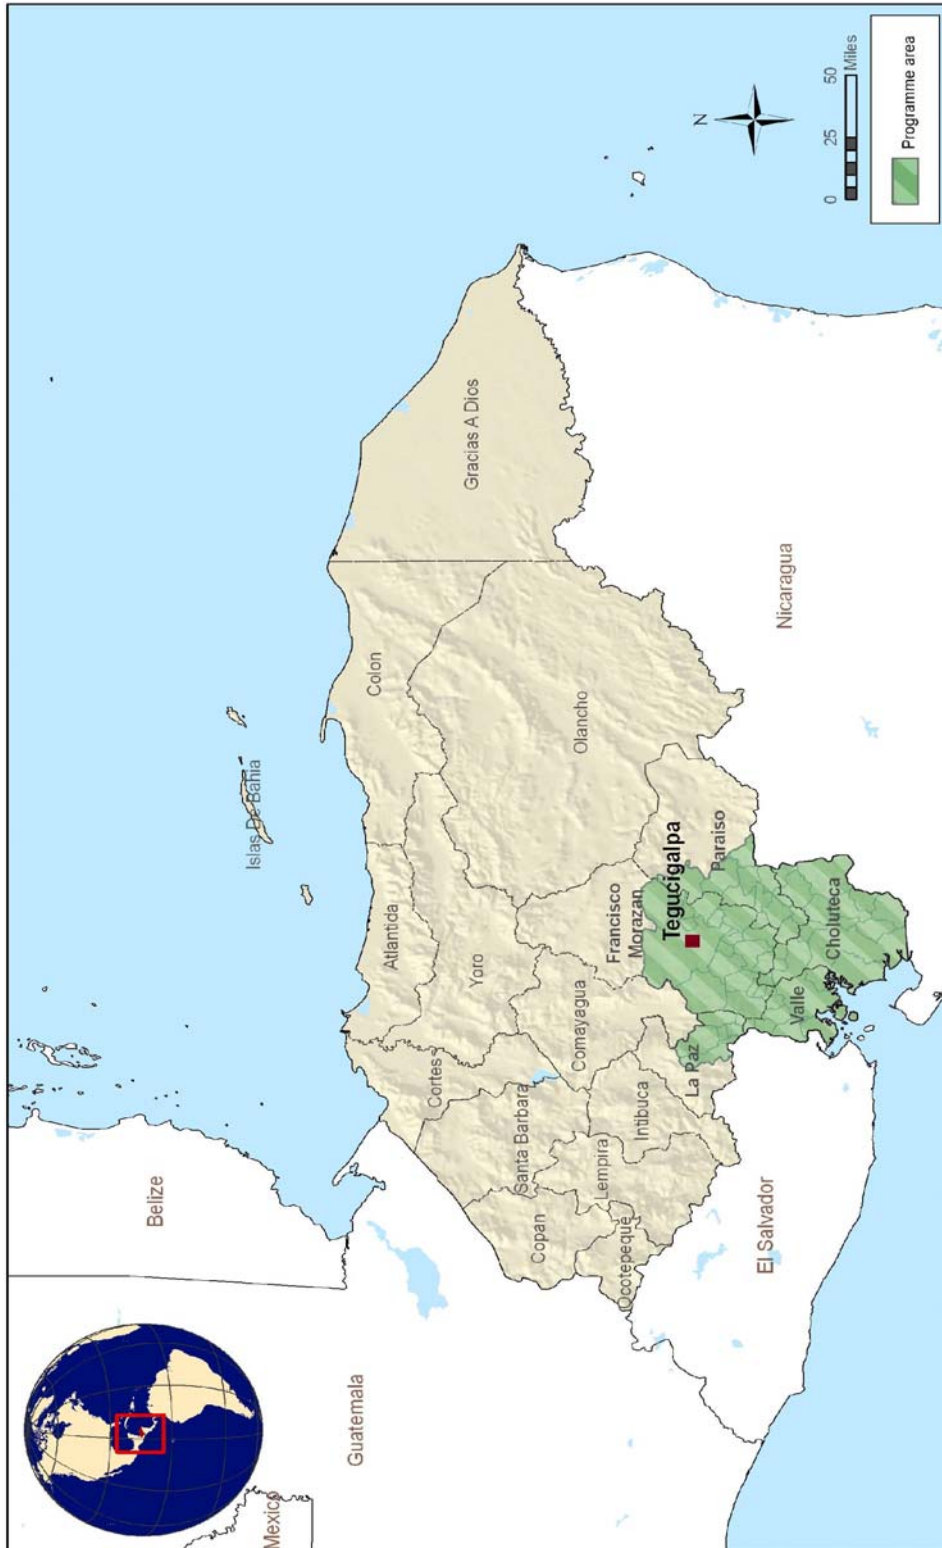 Mexico
Guatemala
Belize
El Salvador
Nicaragua
Islas De Bahia
Atlantida
Colon
Gracias A Dios
Cortes
Yoro
Olancho
Santa Barbara
Copan
Ocotepeque
Lempira
Intibuca
Comayagua
La Paz
Francisco
Morazan
Tegucigalpa
Paraiso
Valle
Choluteca
N
0 25 50
Miles
Programme area